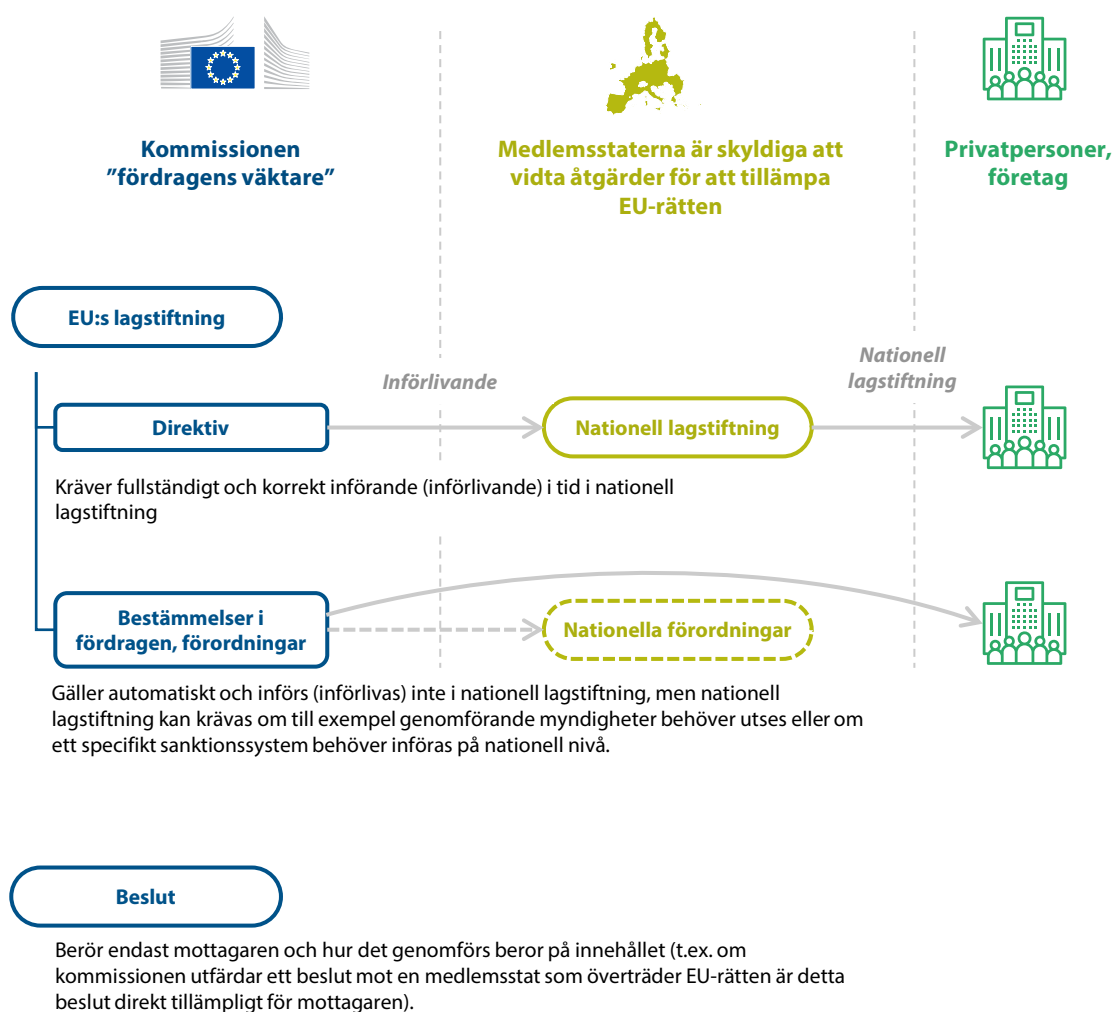 Kommissionen
”fördragens väktare”
Medlemsstaterna är skyldiga att
vidta åtgärder för att tillämpa
EU-rätten
Privatpersoner,
företag
EU:s lagstiftning
Införlivande
Nationell
lagstiftning
Direktiv
Nationell lagstiftning
Kräver fullständigt och korrekt införande (införlivande) i tid i nationell
lagstiftning
Bestämmelser i
fördragen, förordningar
Nationella förordningar
Gäller automatiskt och införs (införlivas) inte i nationell lagstiftning, men nationell
lagstiftning kan krävas om till exempel genomförande myndigheter behöver utses eller om
ett specifikt sanktionssystem behöver införas på nationell nivå.
Beslut
Berör endast mottagaren och hur det genomförs beror på innehållet (t.ex. om
kommissionen utfärdar ett beslut mot en medlemsstat som överträder EU-rätten är detta
beslut direkt tillämpligt för mottagaren).